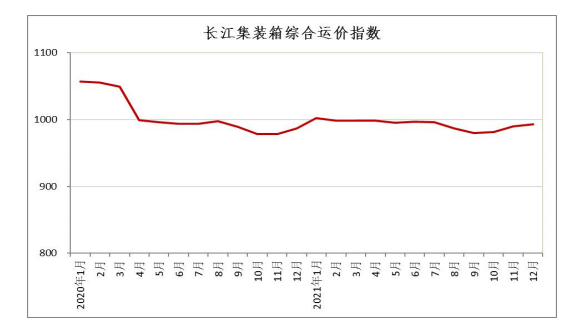 长江集装箱综合运价指数
1100
1000
900
800
2020年1月
2月
3月
4月
5月
6月
7月
8月
9月
10月
11月
12月
2021年1月
2月
3月
4月
5月
6月
7月
8月
9月
10月
11月
12月